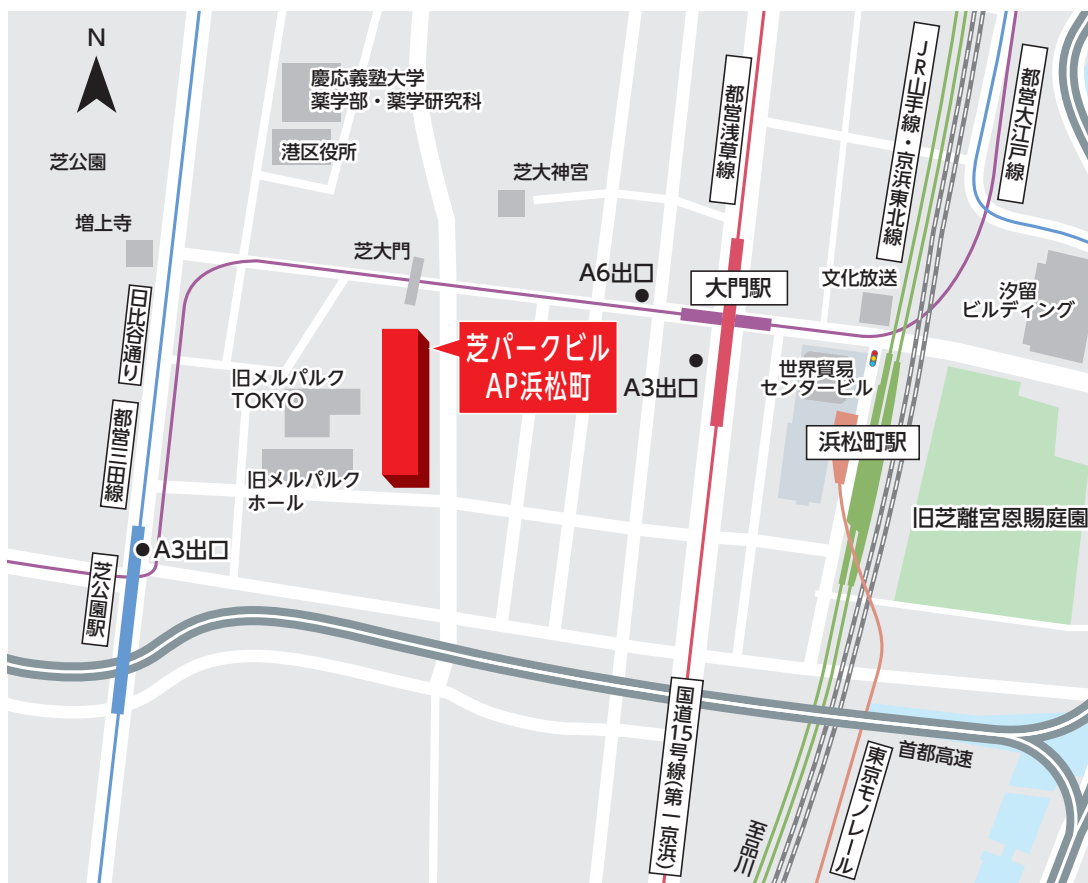 N
慶応義塾大学
薬学部・薬学研究科
港区役所
芝公園
増上寺
芝大神宮
芝大門
都営浅草線
JR山手線・京浜東北線
都営大江戸線
A6出口
大門駅
文化放送
汐留
ビルディング
日比谷通り
芝パークビル
AP浜松町
A3出口
世界貿易
センタービル
旧メルパルク
TOKYO
浜松町駅
都営三田線
旧メルパルク
ホール
旧芝離宮恩賜庭園
A3出口
芝公園駅
国道15号線(第一京浜)
首都高速
東京モノレール
至品川